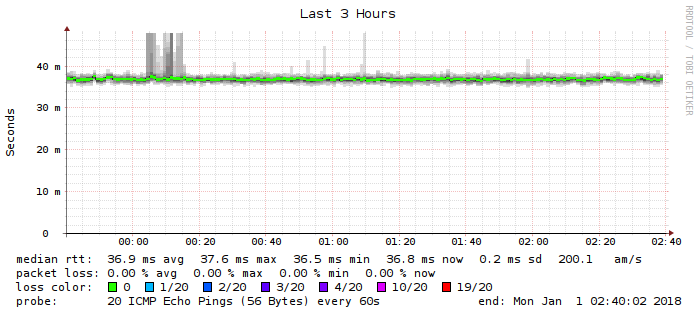 Last 3 Hours
RRDTOOL / TOBI OETIKER
Seconds
40 m
30 m
20 m
10 m
0
00:00 00:20 00:40 01:00 01:20 01:40 02:00 02:20 02:40
median rtt: 36.9 ms avg 37.6 ms max 36.5 ms min 36.8 ms now 0.2 ms sd 200.1 am/s
packet loss: 0.00 % avg 0.00 % max 0.00 % min 0.00 % now
loss color: 0 1/20 2/20 3/20 4/20 10/20 19/20
probe: 20 ICMP Echo Pings (56 Bytes) every 60s end: Mon Jan 1 02:40:02 2018